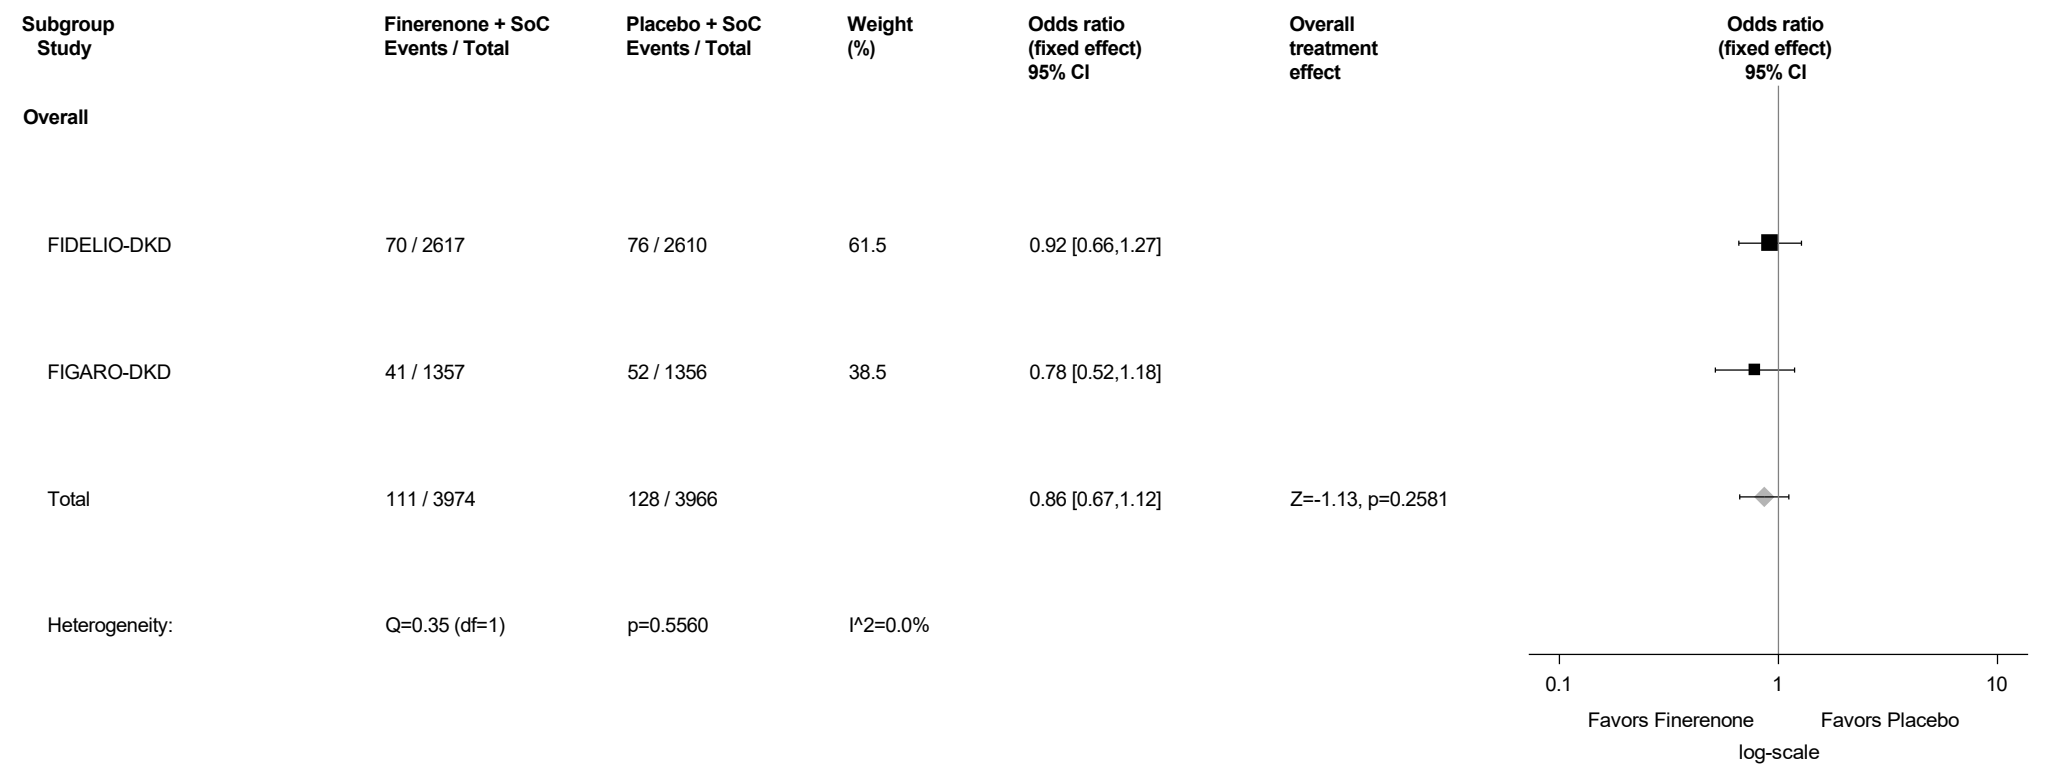 Subgroup Finerenone + SoC Placebo + SoC Weight Odds ratio Overall Odds ratio
Study Events / Total Events / Total (%) (fixed effect) treatment (fixed effect)
95% CI effect 95% CI
Overall
FIDELIO-DKD 70 / 2617 76 / 2610 61.5 0.92 [0.66,1.27]
FIGARO-DKD 41 / 1357 52 / 1356 38.5 0.78 [0.52,1.18]
Total 111 / 3974 128 / 3966 0.86 [0.67,1.12] Z=-1.13, p=0.2581
Heterogeneity: Q=0.35 (df=1) p=0.5560 I^2=0.0%
0.1 1 10
Favors Finerenone Favors Placebo
log-scale